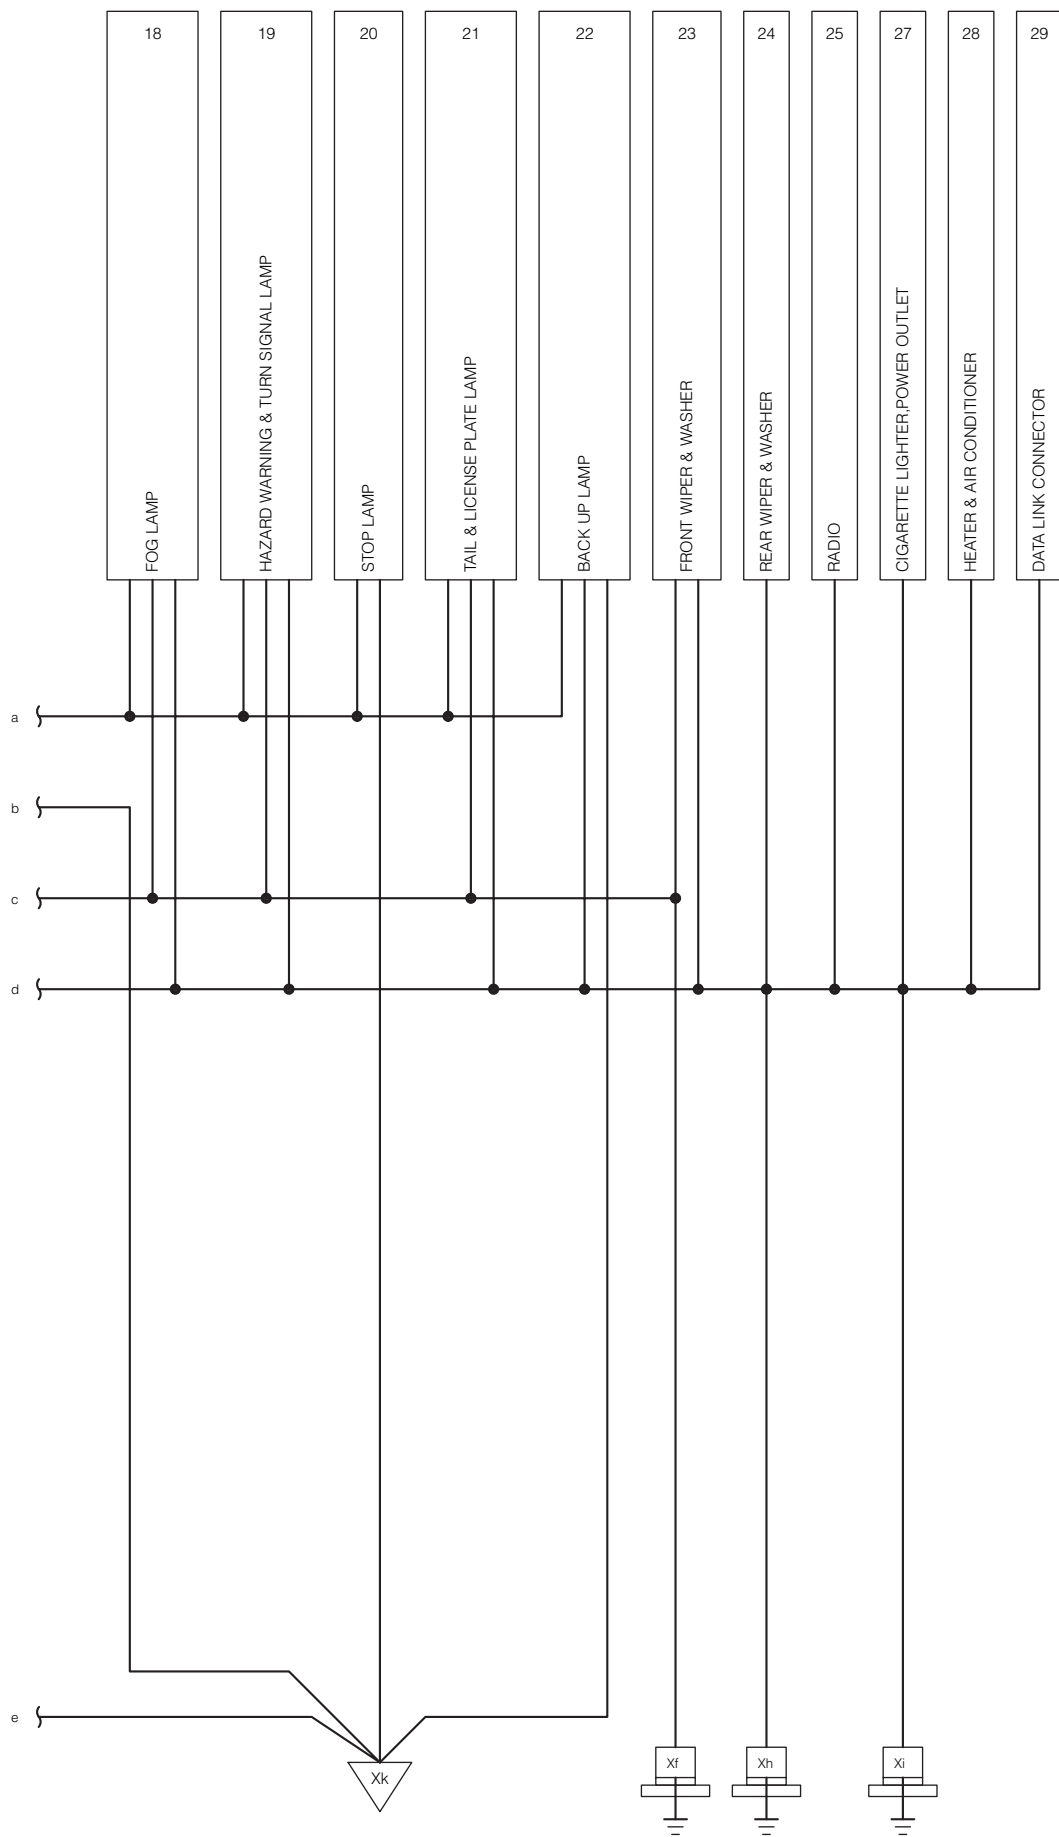 18
19
20
21
22
23
24
25
27
28
29
FOG LAMP
HAZARD WARNING & TURN SIGNAL LAMP
STOP LAMP
TAIL & LICENSE PLATE LAMP
BACK UP LAMP
FRONT WIPER & WASHER
REAR WIPER & WASHER
RADIO
CIGARETTE LIGHTER,POWER OUTLET
HEATER & AIR CONDITIONER
DATA LINK CONNECTOR
a
b
c
d
e
Xk
Xf
Xh
Xi